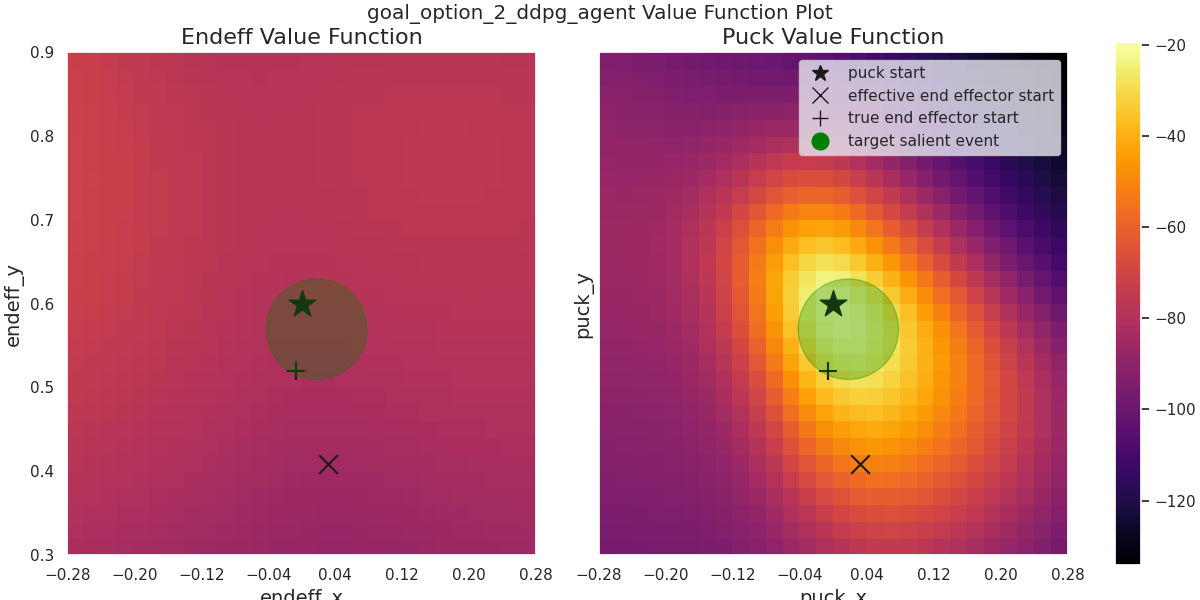 goal_option_2_ddpg_agent Value Function Plot
Endeff Value Function
Puck Value Function
puck start
effective end effector start
true end effector start
target salient event
endeff_y
0.9
0.8
0.7
0.6
0.5
0.4
0.3
−0.28 −0.20 −0.12 −0.04 0.04 0.12 0.20 0.28
endeff_x
puck_y
−0.28 −0.20 −0.12 −0.04 0.04 0.12 0.20 0.28
puck_x
−20
−40
−60
−80
−100
−120